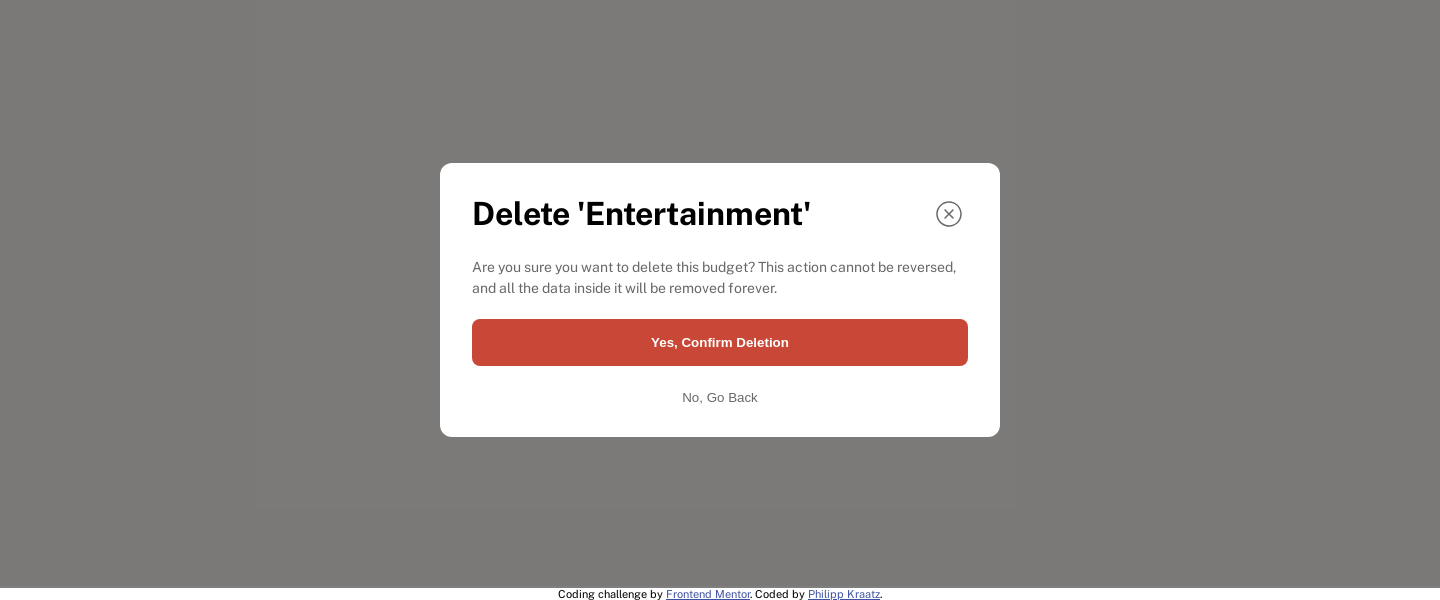 Delete 'Entertainment'
Are you sure you want to delete this budget? This action cannot be reversed,
and all the data inside it will be removed forever.
Yes, Confirm Deletion
No, Go Back
Coding challenge by Frontend Mentor. Coded by Philipp Kraatz.